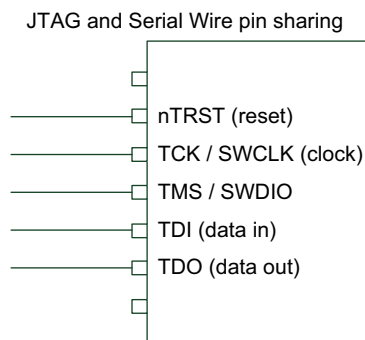 JTAG and Serial Wire pin sharing
nTRST (reset)
TCK / SWCLK (clock)
TMS / SWDIO
TDI (data in)
TDO (data out)